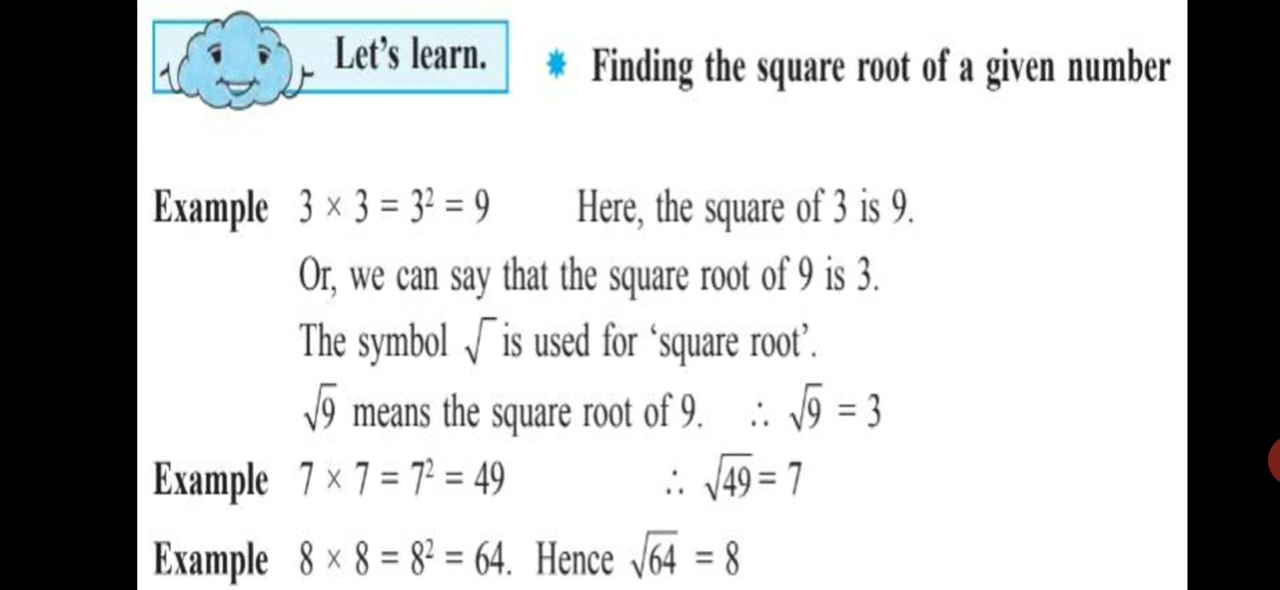 Let's learn. * Finding the square root of a given number
Example 3 × 3 = 3² = 9 Here, the square of 3 is 9.
Or, we can say that the square root of 9 is 3.
The symbol √ is used for ‘square root’.
√9 means the square root of 9. ∴ √9 = 3
Example 7 × 7 = 7² = 49 ∴ √49 = 7
Example 8 × 8 = 8² = 64. Hence √64 = 8